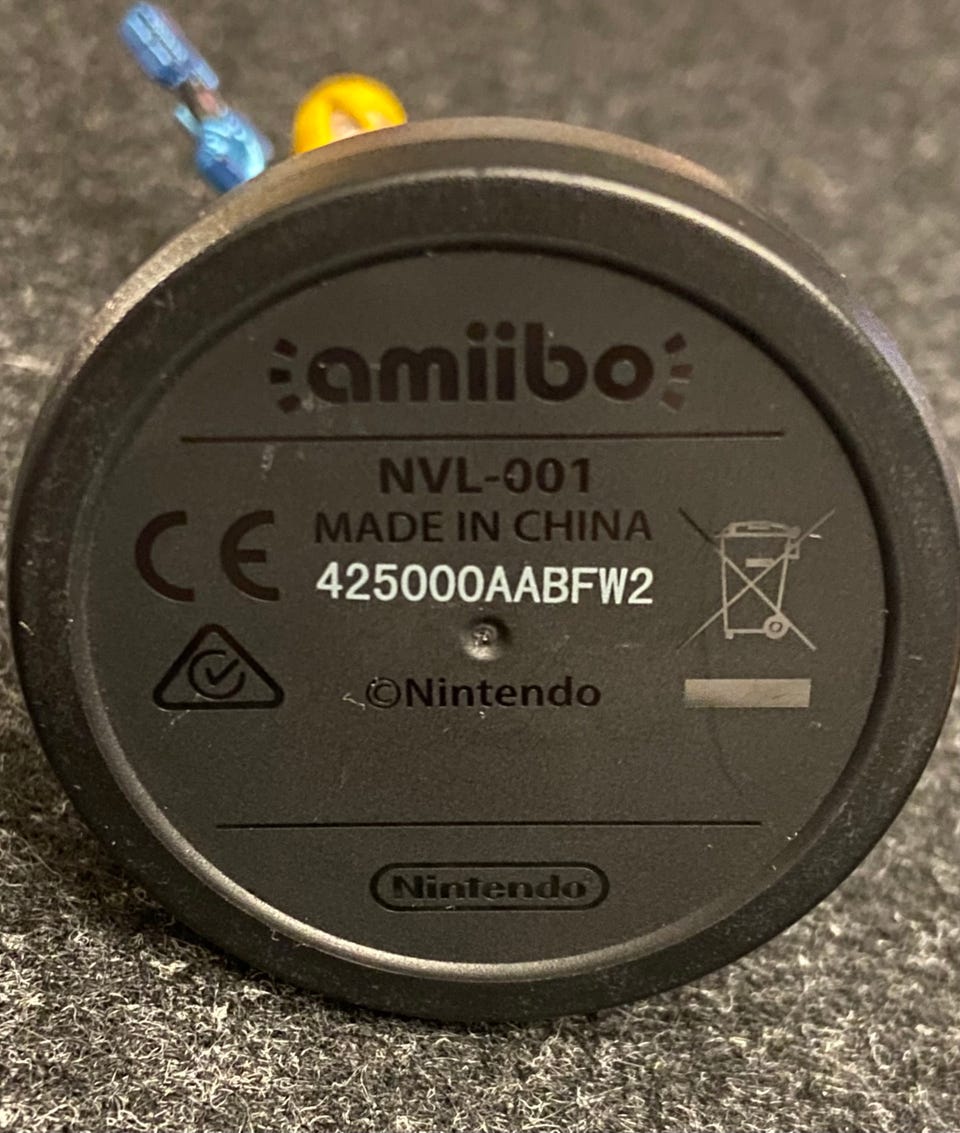 amiibo
NVL-001
MADE IN CHINA
CE
425000AABFW2
©Nintendo
Nintendo